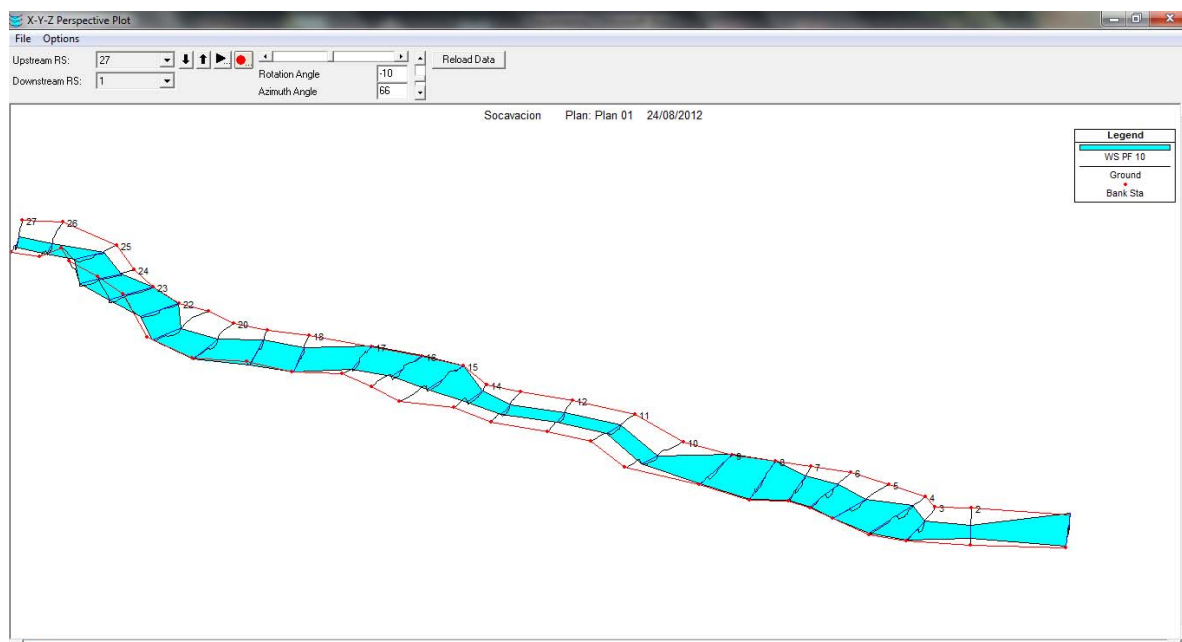 X-Y-Z Perspective Plot
File Options
Upstream RS: 27
Downstream RS: 1
Rotation Angle -10
Azimuth Angle 66
Reload Data
Socavacion Plan: Plan 01 24/08/2012
Legend
WS PF 10
Ground
Bank Sta
27
26
25
24
23
22
20
18
17
16
15
14
12
11
10
9
8
7
6
5
4
3
2